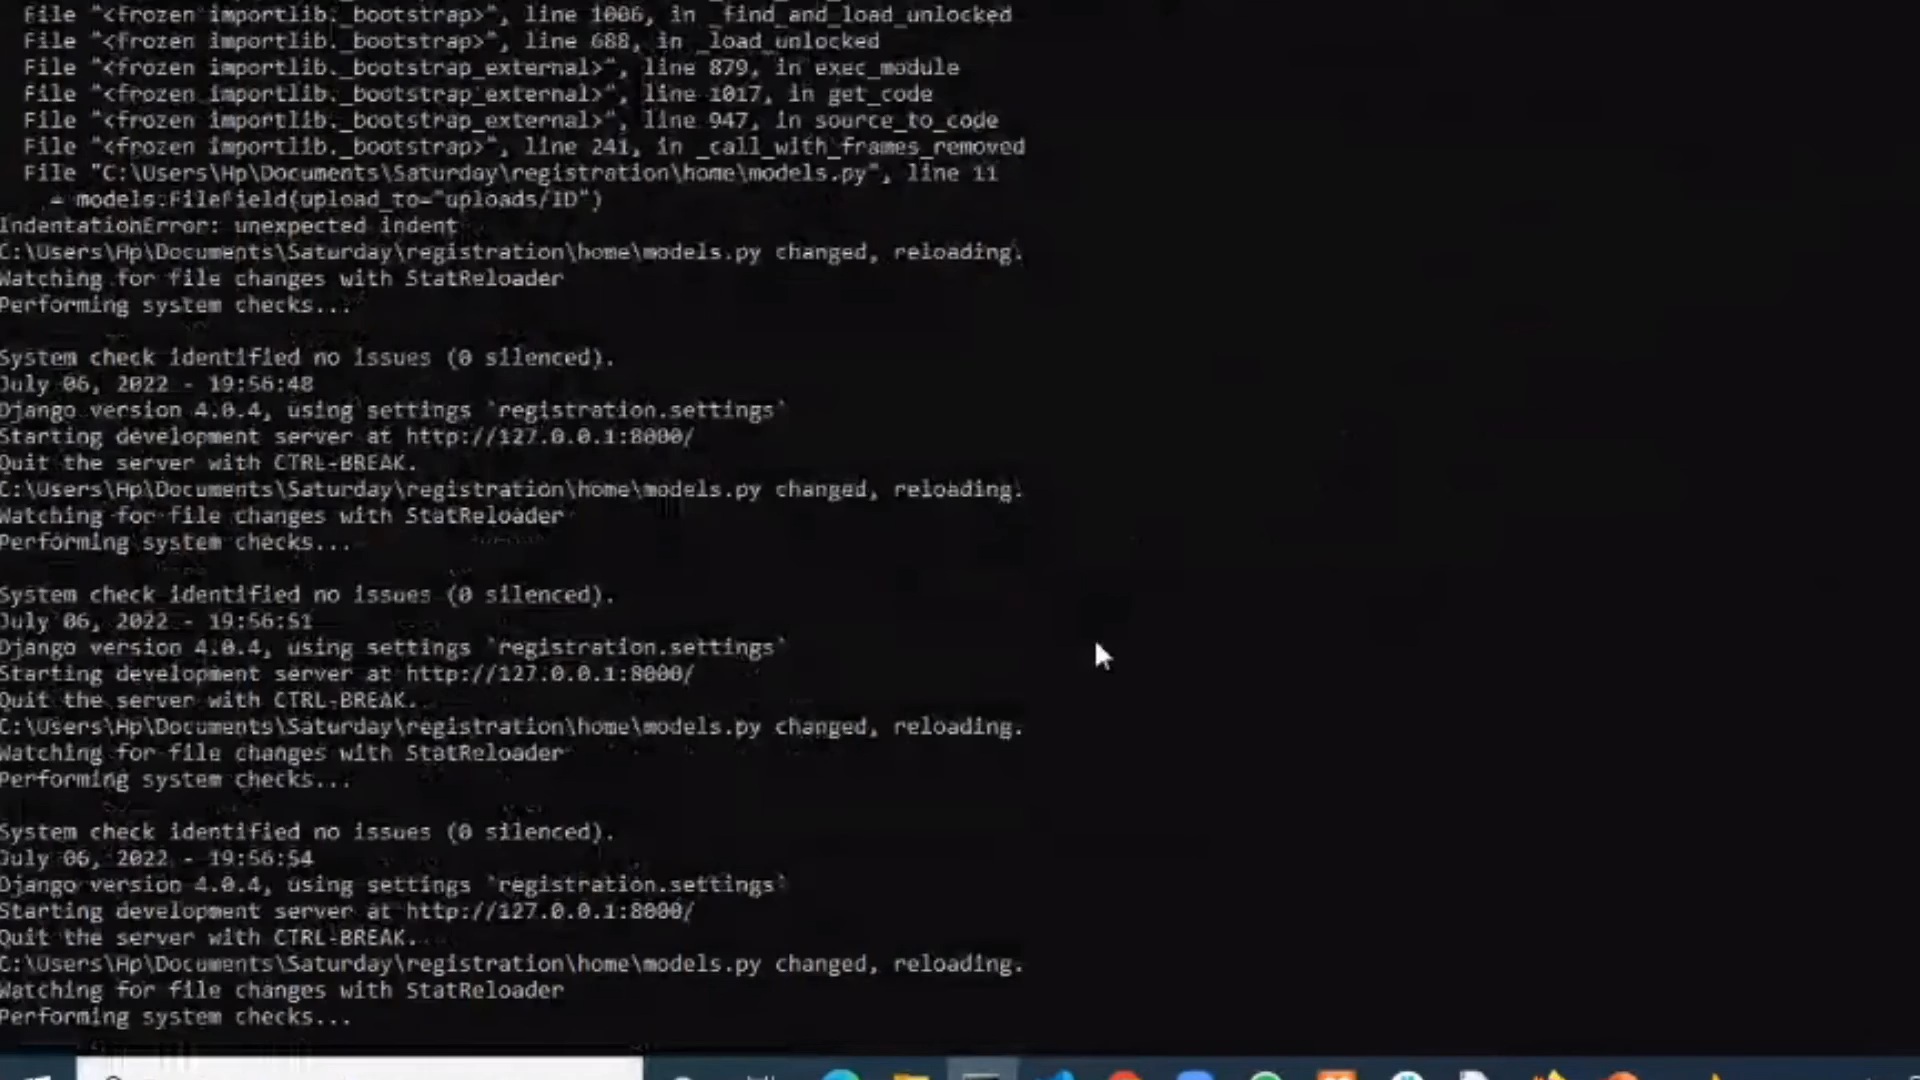 File "<frozen importlib._bootstrap>", line 1006, in _find_and_load_unlocked
File "<frozen importlib._bootstrap>", line 688, in _load_unlocked
File "<frozen importlib._bootstrap_external>", line 879, in exec_module
File "<frozen importlib._bootstrap_external>", line 1017, in get_code
File "<frozen importlib._bootstrap_external>", line 947, in source_to_code
File "<frozen importlib._bootstrap>", line 241, in _call_with_frames_removed
File "C:\Users\Hp\Documents\Saturday\registration\home\models.py", line 11
= models.FileField(upload_to="uploads/ID")
IndentationError: unexpected indent
C:\Users\Hp\Documents\Saturday\registration\home\models.py changed, reloading.
Watching for file changes with StatReloader
Performing system checks...
System check identified no issues (0 silenced).
July 06, 2022 - 19:56:48
Django version 4.0.4, using settings 'registration.settings'
Starting development server at http://127.0.0.1:8000/
Quit the server with CTRL-BREAK.
C:\Users\Hp\Documents\Saturday\registration\home\models.py changed, reloading.
Watching for file changes with StatReloader
Performing system checks...
System check identified no issues (0 silenced).
July 06, 2022 - 19:56:51
Django version 4.0.4, using settings 'registration.settings'
Starting development server at http://127.0.0.1:8000/
Quit the server with CTRL-BREAK.
C:\Users\Hp\Documents\Saturday\registration\home\models.py changed, reloading.
Watching for file changes with StatReloader
Performing system checks...
System check identified no issues (0 silenced).
July 06, 2022 - 19:56:54
Django version 4.0.4, using settings 'registration.settings'
Starting development server at http://127.0.0.1:8000/
Quit the server with CTRL-BREAK.
C:\Users\Hp\Documents\Saturday\registration\home\models.py changed, reloading.
Watching for file changes with StatReloader
Performing system checks...